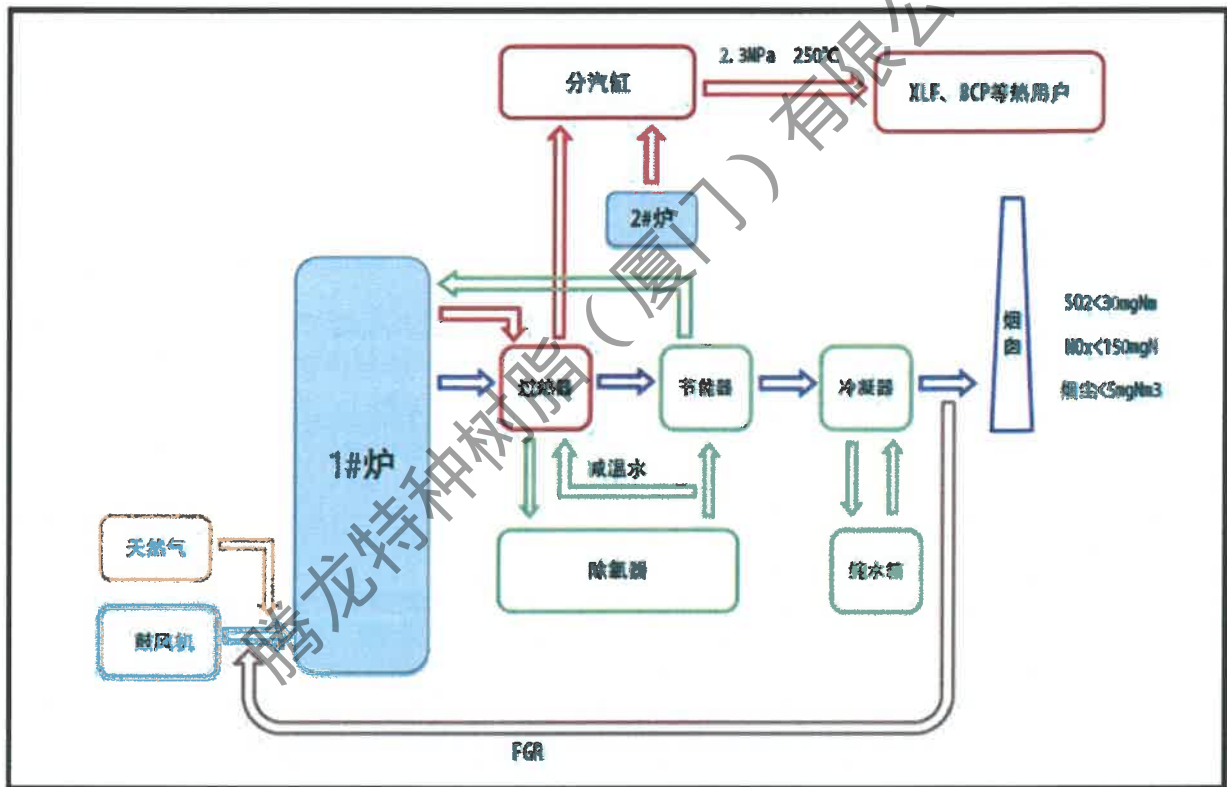 分汽缸
2.3MPa 250℃
XLF、BCP等热用户
2#炉
1#炉
过热器
节能器
冷凝器
烟囱
SO2<30mgNm
NOx<150mgN
烟尘<5mgNm3
减温水
天然气
鼓风机
除氧器
纯水箱
FGR
腾龙特种树脂（厦门）有限公